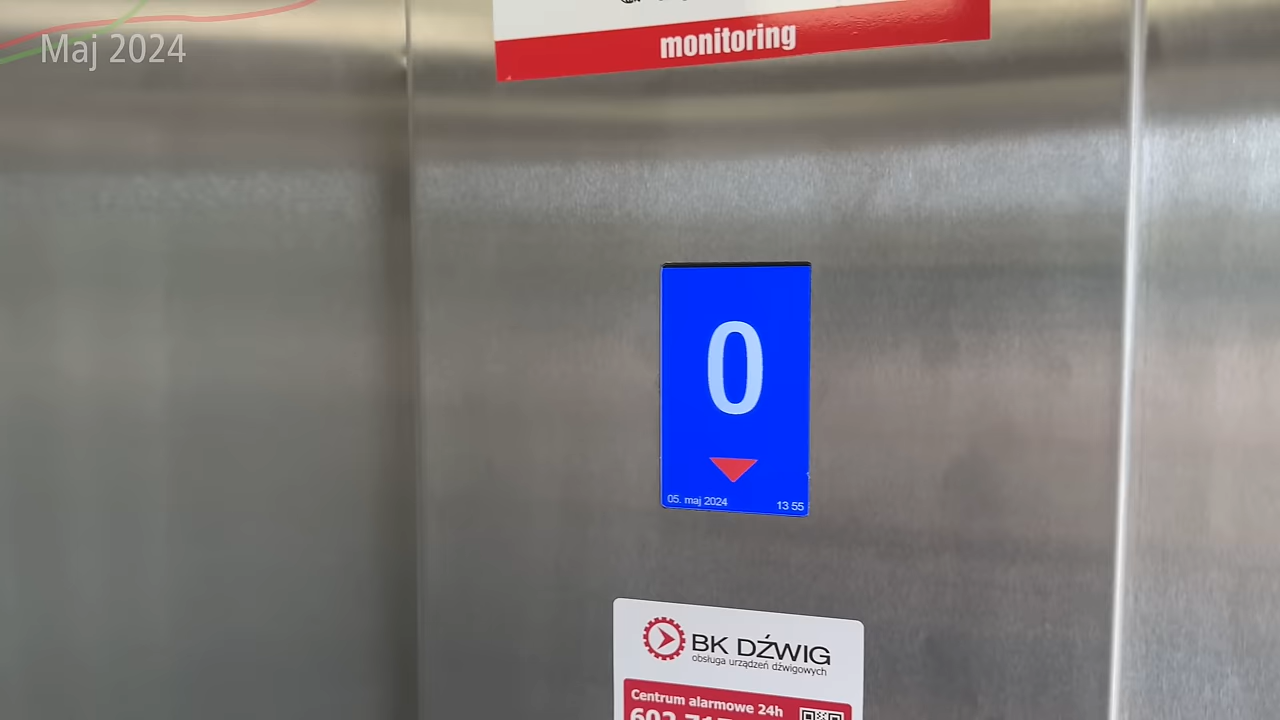 Maj 2024
monitoring
0
05. maj 2024
13 55
BK DŹWIG
obsługa urządzeń dźwigowych
Centrum alarmowe 24h